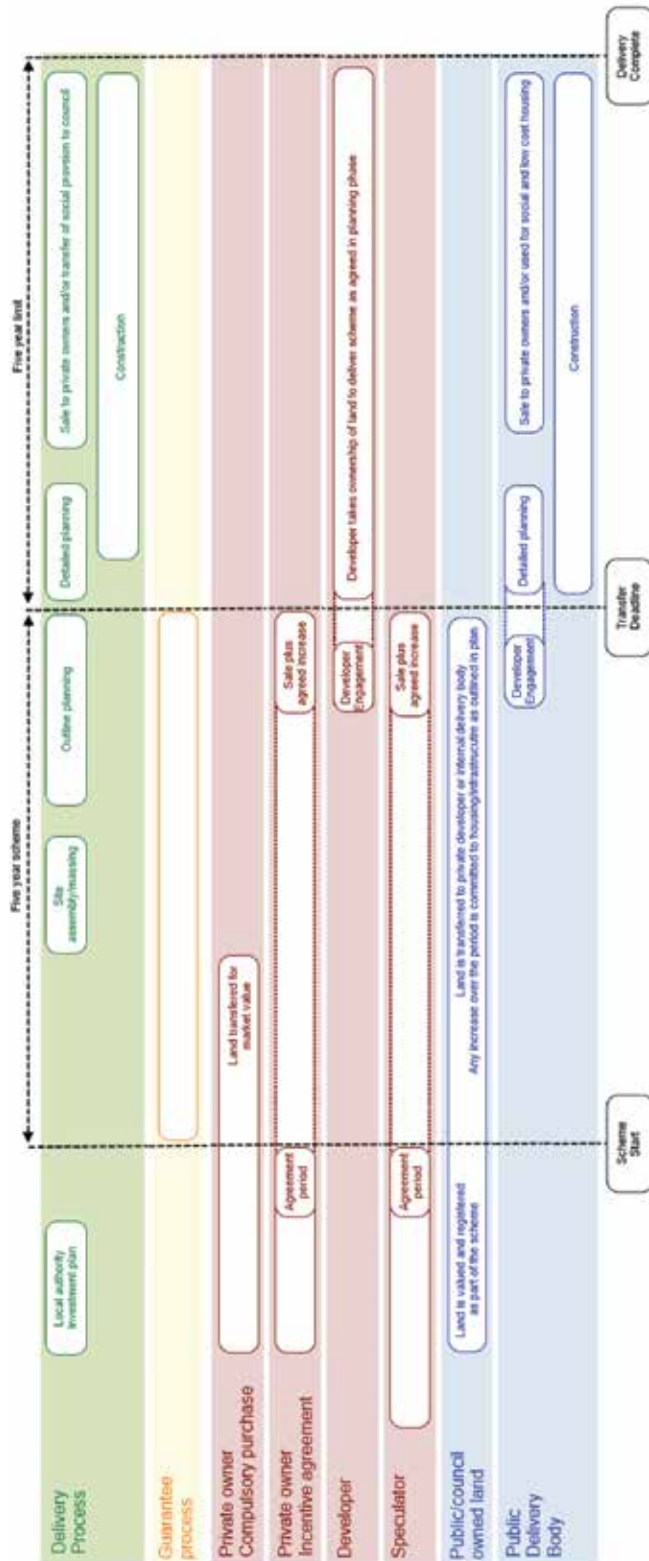 Five year scheme
Five year limit
Delivery
Process
Local authority
investment plan
Site
assembly/massing
Outline planning
Detailed planning
Sale to private owners and/or transfer of social provision to council
Construction
Guarantee
process
Private owner
Compulsory purchase
Land transfered for
market value
Private owner
Incentive agreement
Agreement
period
Sale plus
agreed increase
Developer
Developer
Engagement
Developer takes ownership of land to deliver scheme as agreed in planning phase
Speculator
Agreement
period
Sale plus
agreed increase
Public/council
owned land
Land is valued and registered
as part of the scheme
Land is transferred to private developer or internal delivery body
Any increase over the period is committed to housing/infrastrucutre as outlined in plan
Public
Delivery
Body
Developer
Engagement
Detailed planning
Sale to private owners and/or used for social and low cost housing
Construction
Scheme
Start
Transfer
Deadline
Delivery
Complete